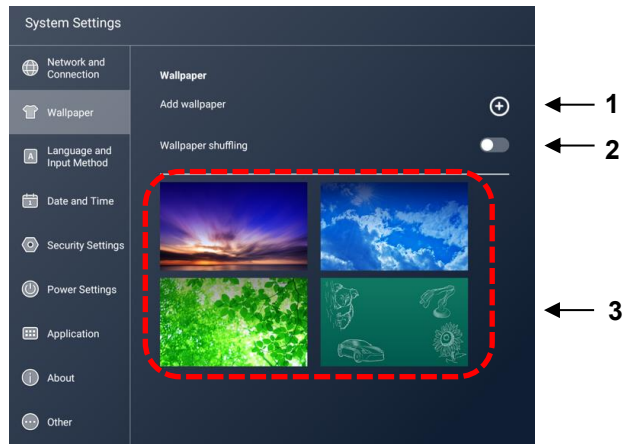 System Settings
Network and
Connection
Wallpaper
Language and
Input Method
Date and Time
Security Settings
Power Settings
Application
About
Other
Wallpaper
Add wallpaper
1
Wallpaper shuffling
2
3